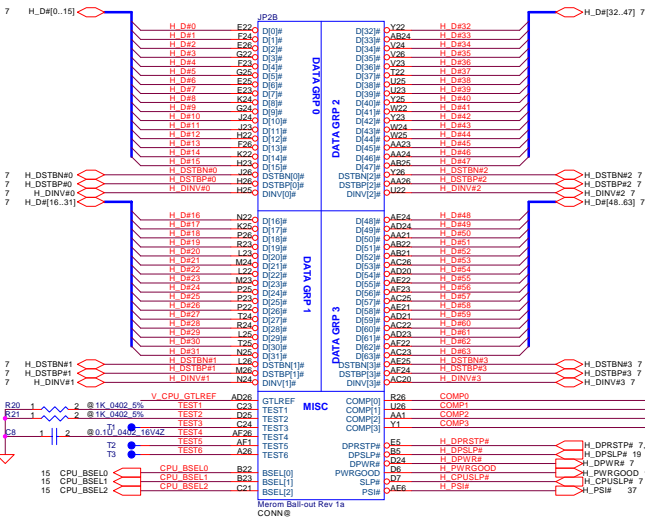 JP2B
7 H_D#[0..15] H_D#[32..47] 7
H_D#0 E22 D[0]# D[32]# Y22 H_D#32
H_D#1 F24 D[1]# D[33]# AB24 H_D#33
H_D#2 E26 D[2]# D[34]# V24 H_D#34
H_D#3 G22 D[3]# D[35]# V26 H_D#35
H_D#4 F23 D[4]# D[36]# V23 H_D#36
H_D#5 G25 D[5]# D[37]# T22 H_D#37
H_D#6 E25 D[6]# D[38]# U25 H_D#38
H_D#7 E23 D[7]# D[39]# U23 H_D#39
H_D#8 K24 D[8]# D[40]# Y25 H_D#40
H_D#9 G24 D[9]# D[41]# W22 H_D#41
H_D#10 J24 D[10]# D[42]# Y23 H_D#42
H_D#11 J23 D[11]# D[43]# W24 H_D#43
H_D#12 H22 D[12]# D[44]# W25 H_D#44
H_D#13 F26 D[13]# D[45]# AA23 H_D#45
H_D#14 K22 D[14]# D[46]# AA24 H_D#46
H_D#15 H23 D[15]# D[47]# AB25 H_D#47
7 H_DSTBN#0 H_DSTBN#0 J26 DSTBN[0]# DSTBN[2]# Y26 H_DSTBN#2 H_DSTBN#2 7
7 H_DSTBP#0 H_DSTBP#0 H26 DSTBP[0]# DSTBP[2]# AA26 H_DSTBP#2 H_DSTBP#2 7
7 H_DINV#0 H_DINV#0 H25 DINV[0]# DINV[2]# U22 H_DINV#2 H_DINV#2 7
DATA GRP 0
DATA GRP 2
7 H_D#[16..31] H_D#[48..63] 7
H_D#16 N22 D[16]# D[48]# AE24 H_D#48
H_D#17 K25 D[17]# D[49]# AD24 H_D#49
H_D#18 P26 D[18]# D[50]# AA21 H_D#50
H_D#19 R23 D[19]# D[51]# AB22 H_D#51
H_D#20 L23 D[20]# D[52]# AB21 H_D#52
H_D#21 M24 D[21]# D[53]# AC26 H_D#53
H_D#22 L22 D[22]# D[54]# AD20 H_D#54
H_D#23 M23 D[23]# D[55]# AE22 H_D#55
H_D#24 P25 D[24]# D[56]# AF23 H_D#56
H_D#25 P23 D[25]# D[57]# AC25 H_D#57
H_D#26 P22 D[26]# D[58]# AE21 H_D#58
H_D#27 T24 D[27]# D[59]# AD21 H_D#59
H_D#28 R24 D[28]# D[60]# AC22 H_D#60
H_D#29 L25 D[29]# D[61]# AD23 H_D#61
H_D#30 T25 D[30]# D[62]# AF22 H_D#62
H_D#31 N25 D[31]# D[63]# AC23 H_D#63
7 H_DSTBN#1 H_DSTBN#1 L26 DSTBN[1]# DSTBN[3]# AE25 H_DSTBN#3 H_DSTBN#3 7
7 H_DSTBP#1 H_DSTBP#1 M26 DSTBP[1]# DSTBP[3]# AF24 H_DSTBP#3 H_DSTBP#3 7
7 H_DINV#1 H_DINV#1 N24 DINV[1]# DINV[3]# AC20 H_DINV#3 H_DINV#3 7
DATA GRP 1
DATA GRP 3
V_CPU_GTLREF AD26 GTLREF MISC COMP[0] R26 COMP0
R20 1 2 @1K_0402_5% TEST1 C23 TEST1 COMP[1] U26 COMP1
R21 1 2 @1K_0402_5% TEST2 D25 TEST2 COMP[2] AA1 COMP2
T1 TEST3 C24 TEST3 COMP[3] Y1 COMP3
C8 1 2 @0.1U_0402_16V4Z TEST4 AF26 TEST4
T2 TEST5 AF1 TEST5 DPRSTP# E5 H_DPRSTP# H_DPRSTP# 7,
T3 TEST6 A26 TEST6 DPSLP# B5 H_DPSLP# H_DPSLP# 19
DPWR# D24 H_DPWR# H_DPWR# 7
15 CPU_BSEL0 CPU_BSEL0 B22 BSEL[0] PWRGOOD D6 H_PWRGOOD H_PWRGOOD
15 CPU_BSEL1 CPU_BSEL1 B23 BSEL[1] SLP# D7 H_CPUSLP# H_CPUSLP# 7
15 CPU_BSEL2 CPU_BSEL2 C21 BSEL[2] PSI# AE6 H_PSI# H_PSI# 37
Merom Ball-out Rev 1a
CONN@